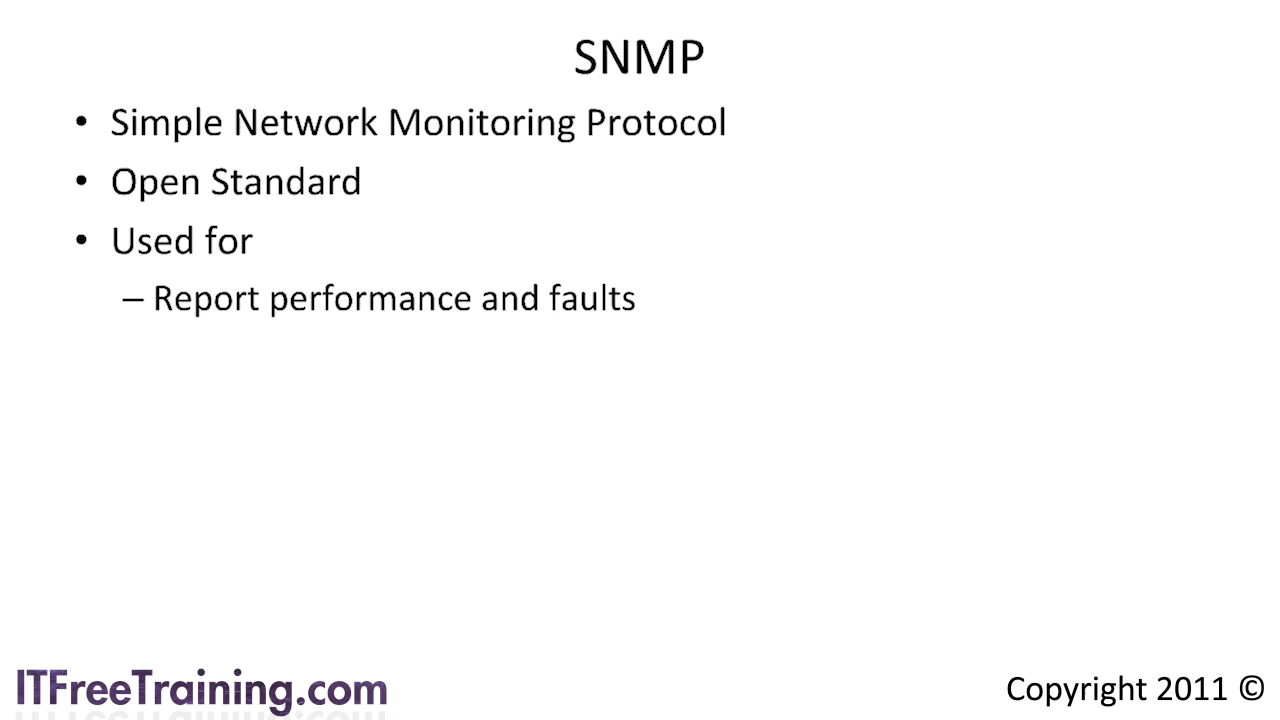 SNMP
• Simple Network Monitoring Protocol
• Open Standard
• Used for
– Report performance and faults
ITFreeTraining.com
Copyright 2011 ©